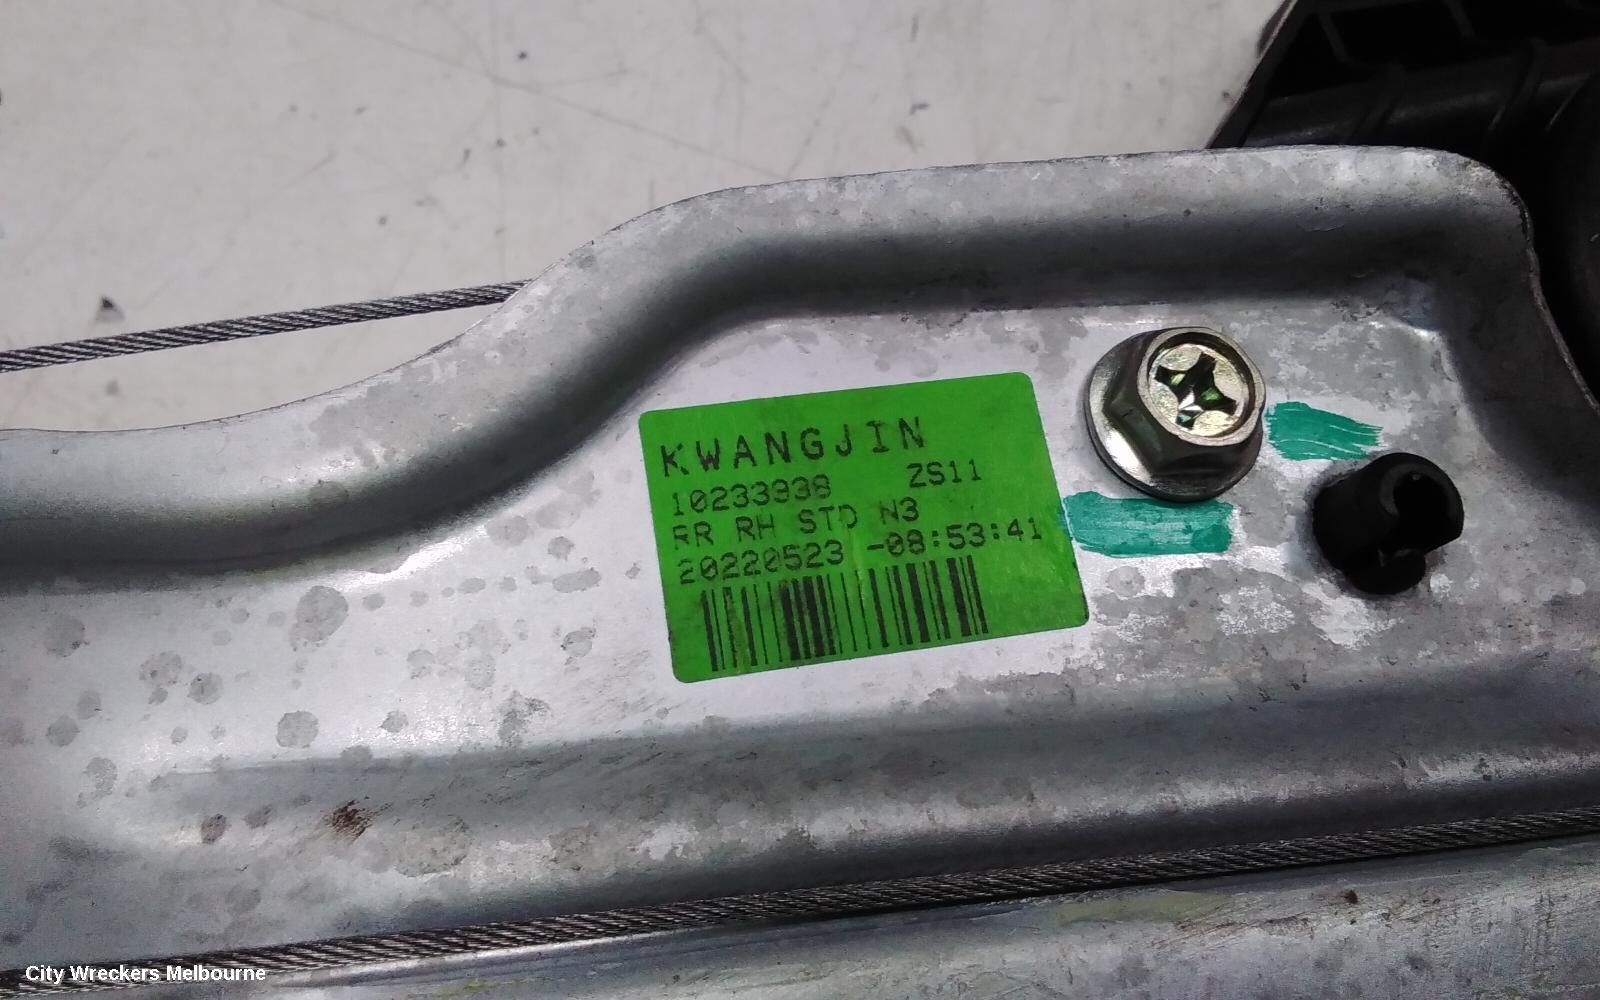 KWANGJIN
10233938 ZS11
RR RH STD N3
20220523 -08:53:41
City Wreckers Melbourne